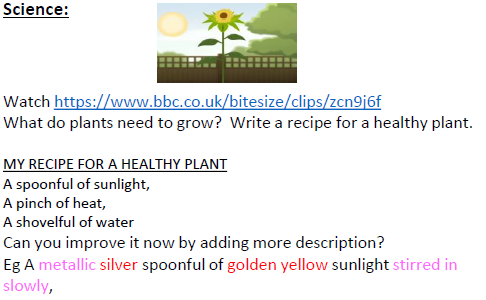 Science:
Watch https://www.bbc.co.uk/bitesize/clips/zcn9j6f
What do plants need to grow?  Write a recipe for a healthy plant.
MY RECIPE FOR A HEALTHY PLANT
A spoonful of sunlight,
A pinch of heat,
A shovelful of water
Can you improve it now by adding more description?
Eg A metallic silver spoonful of golden yellow sunlight stirred in
slowly,